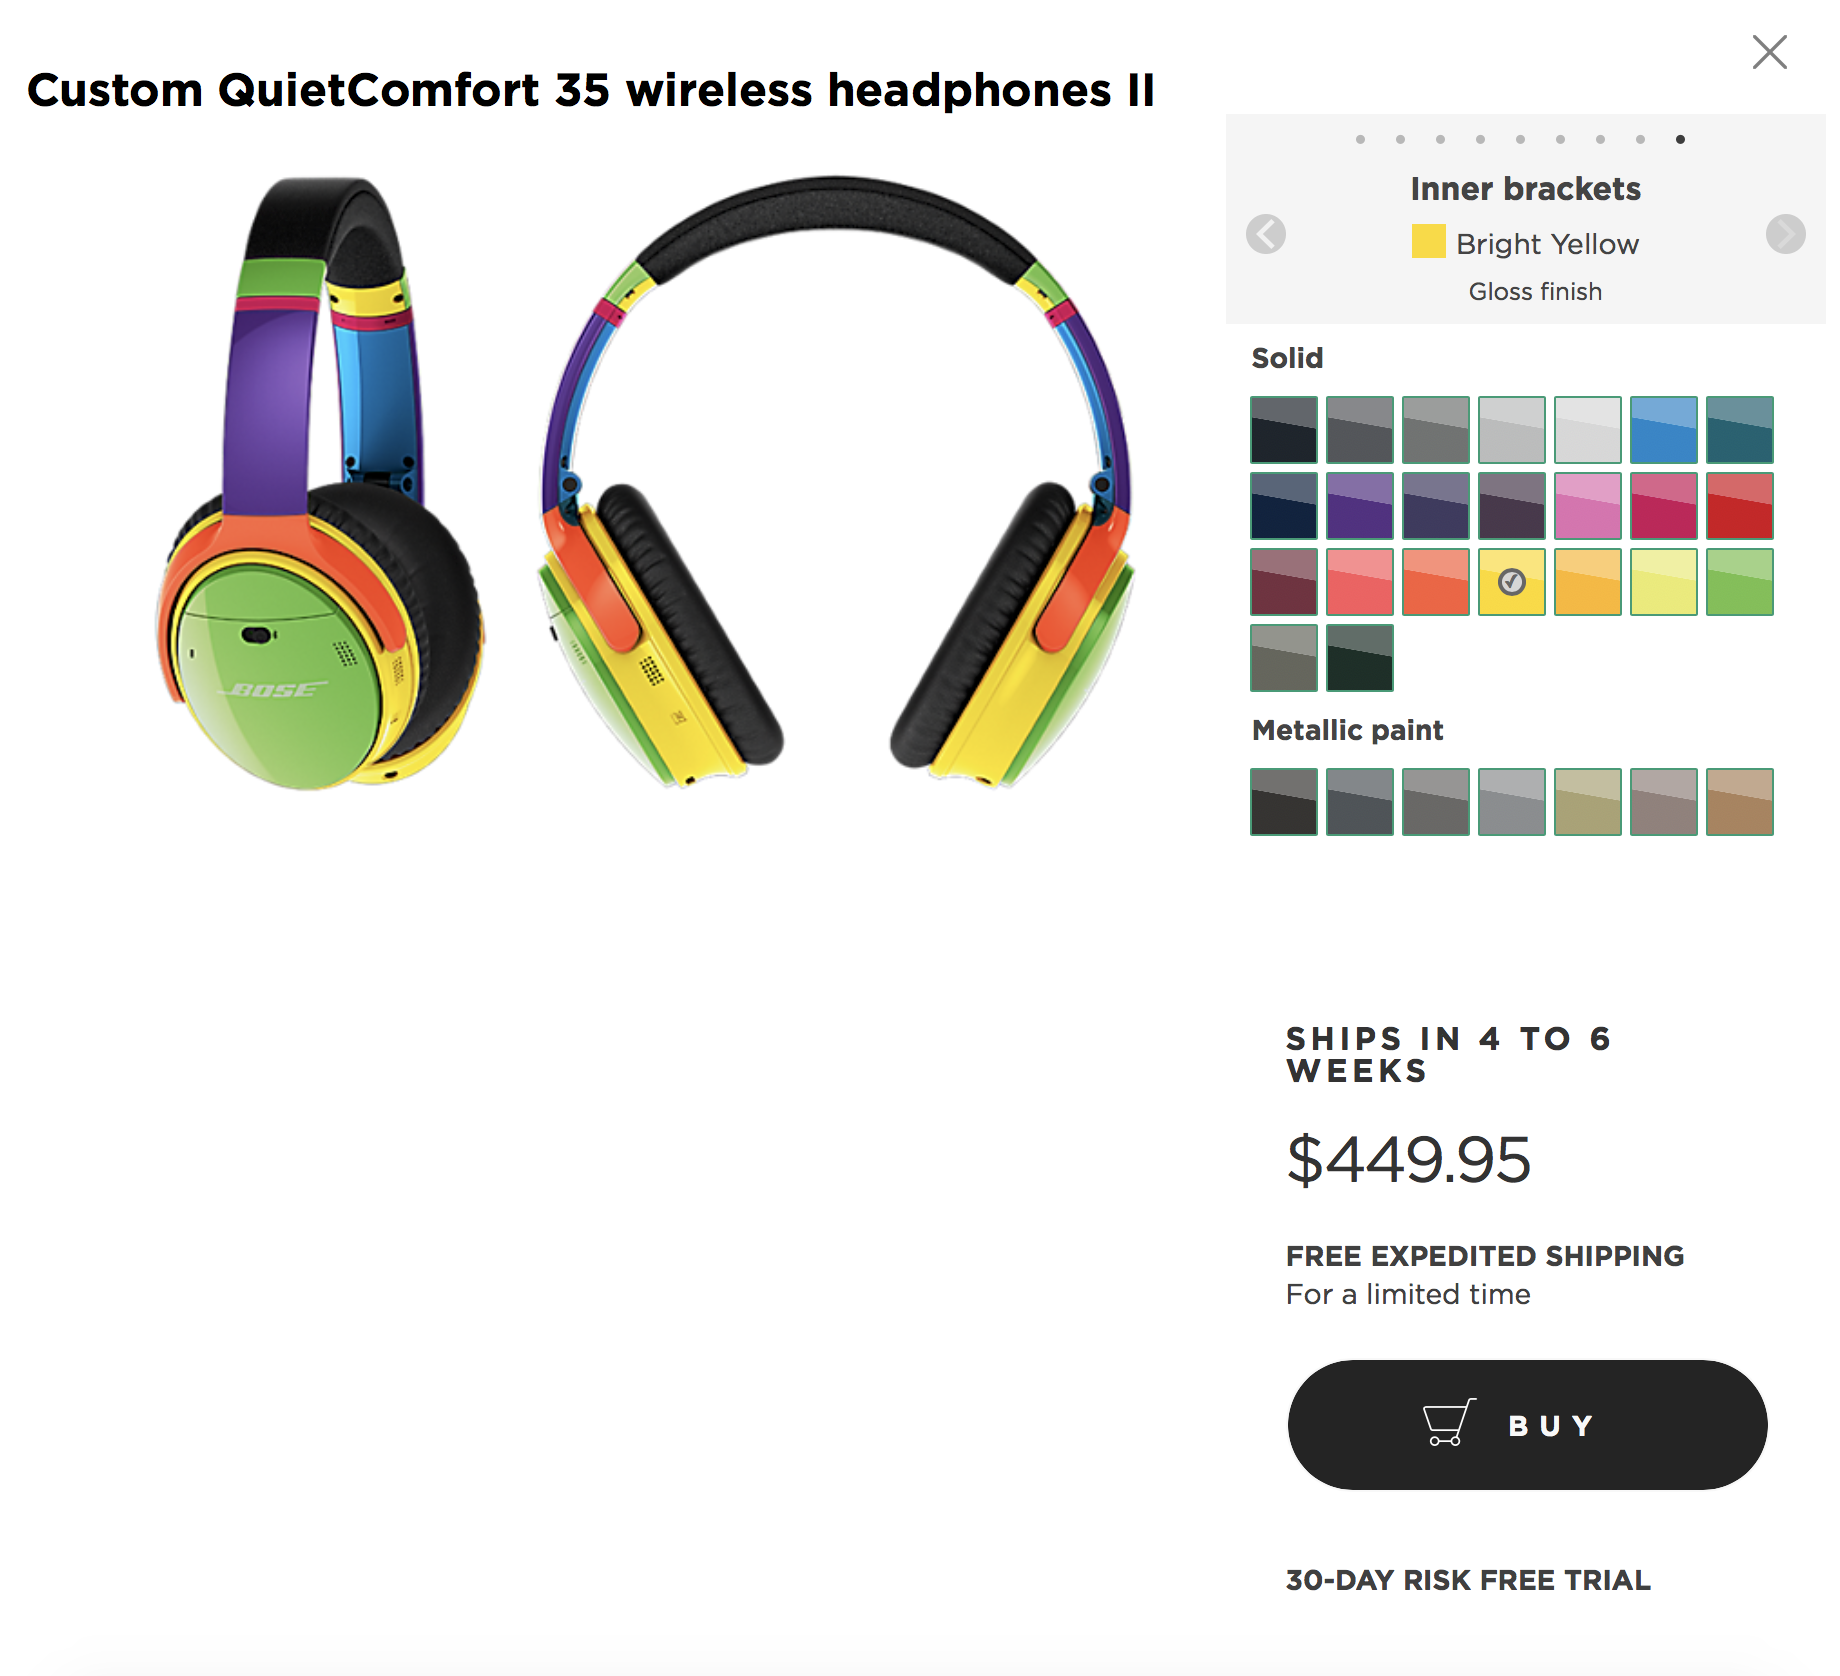 Custom QuietComfort 35 wireless headphones II
Inner brackets
Bright Yellow
Gloss finish
Solid
BOSE
Metallic paint
SHIPS IN 4 TO 6
WEEKS
$449.95
FREE EXPEDITED SHIPPING
For a limited time
BUY
30-DAY RISK FREE TRIAL